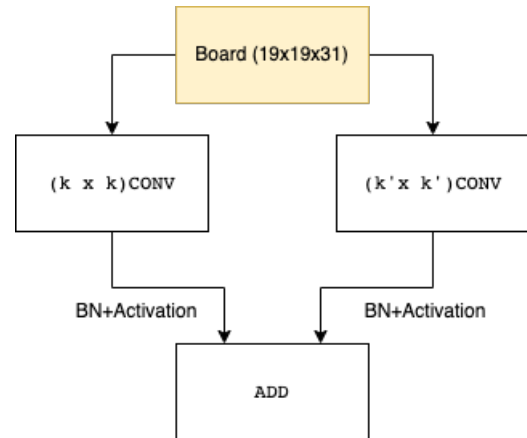 Board (19x19x31)
(k x k)CONV
(k'x k')CONV
BN+Activation
BN+Activation
ADD